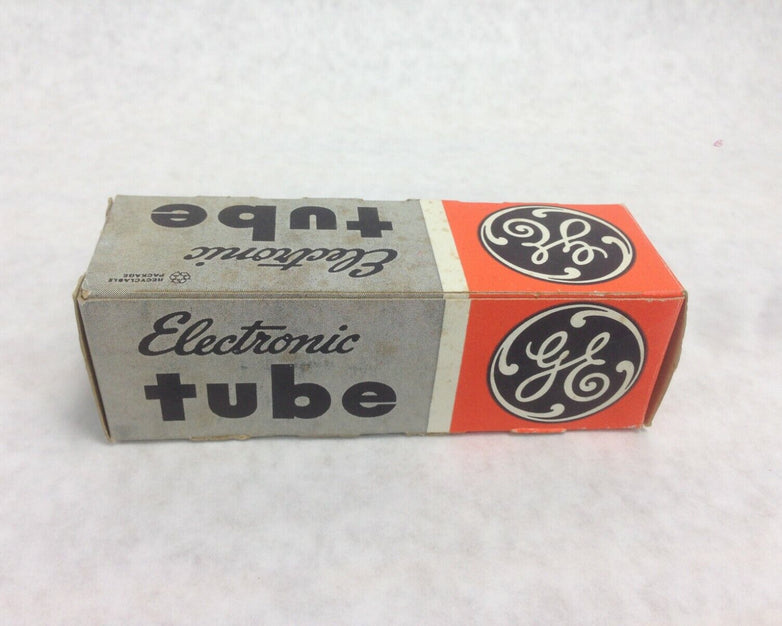 tube
Electronic
RECYCLABLE
PACKAGE
GE
Electronic
tube
GE